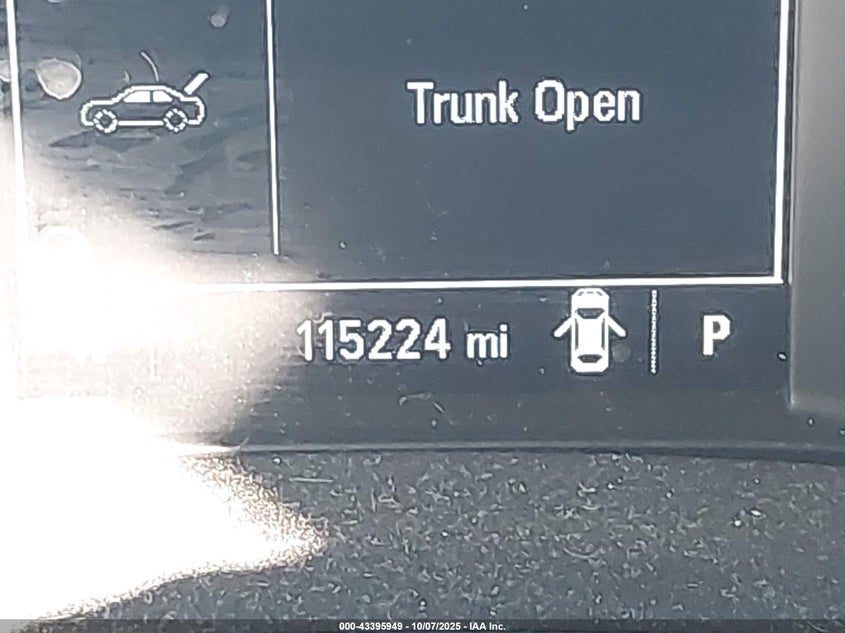 Trunk Open
115224 mi P
000-43395949 - 10/07/2025 - IAA Inc.